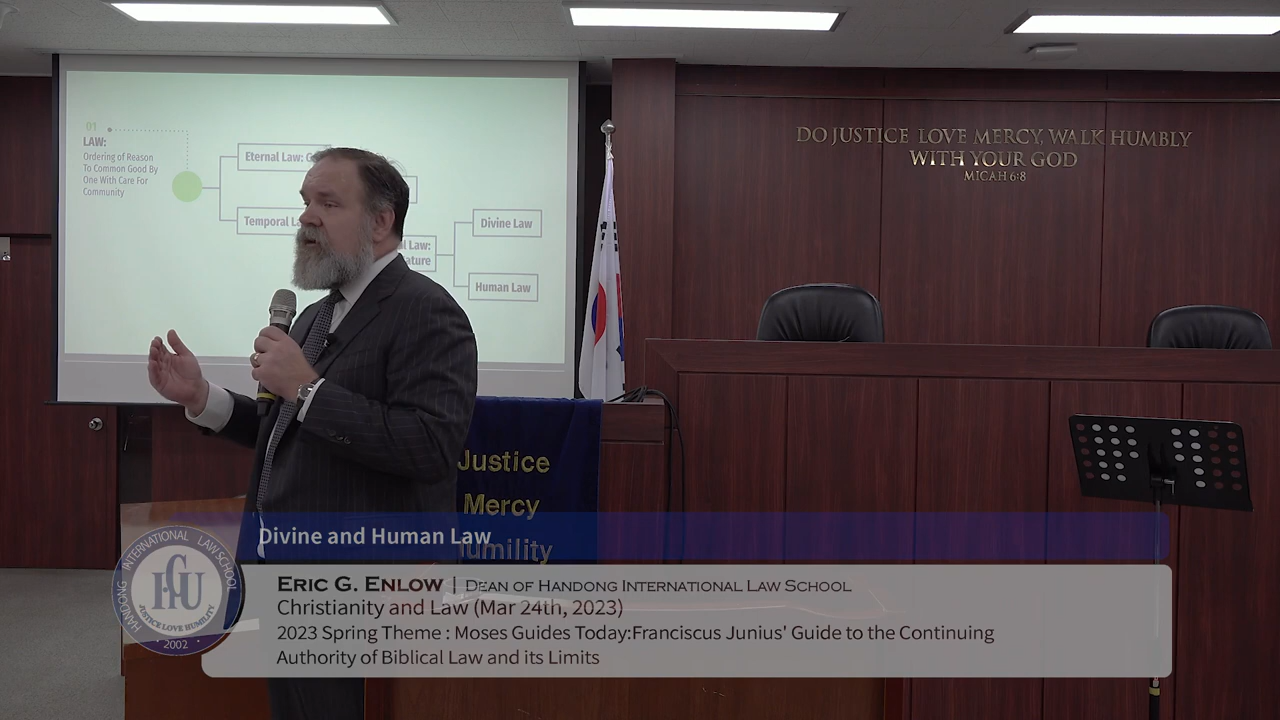 01
LAW:
Ordering of Reason
To Common Good By
One With Care For
Community
Eternal Law:
Temporal
Law:
Divine Law
Human Law
DO JUSTICE LOVE MERCY, WALK HUMBLY
WITH YOUR GOD
MICAH 6:8
Justice
Mercy
Humility
Divine and Human Law
HANDONG INTERNATIONAL LAW SCHOOL
JUSTICE LOVE HUMILITY
2002
ERIC G. ENLOW | DEAN OF HANDONG INTERNATIONAL LAW SCHOOL
Christianity and Law (Mar 24th, 2023)
2023 Spring Theme : Moses Guides Today:Franciscus Junius' Guide to the Continuing
Authority of Biblical Law and its Limits